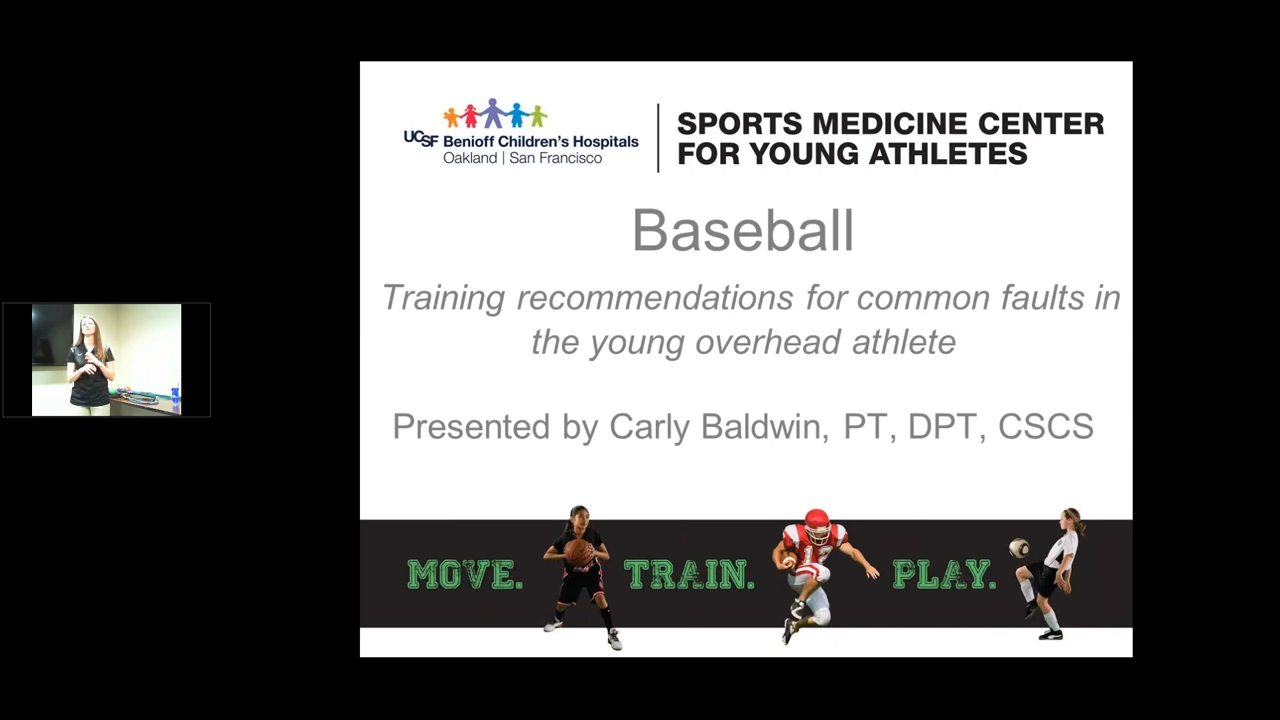 UCSF Benioff Children's Hospitals
Oakland | San Francisco
SPORTS MEDICINE CENTER
FOR YOUNG ATHLETES
Baseball
Training recommendations for common faults in
the young overhead athlete
Presented by Carly Baldwin, PT, DPT, CSCS
MOVE. TRAIN. PLAY.
12